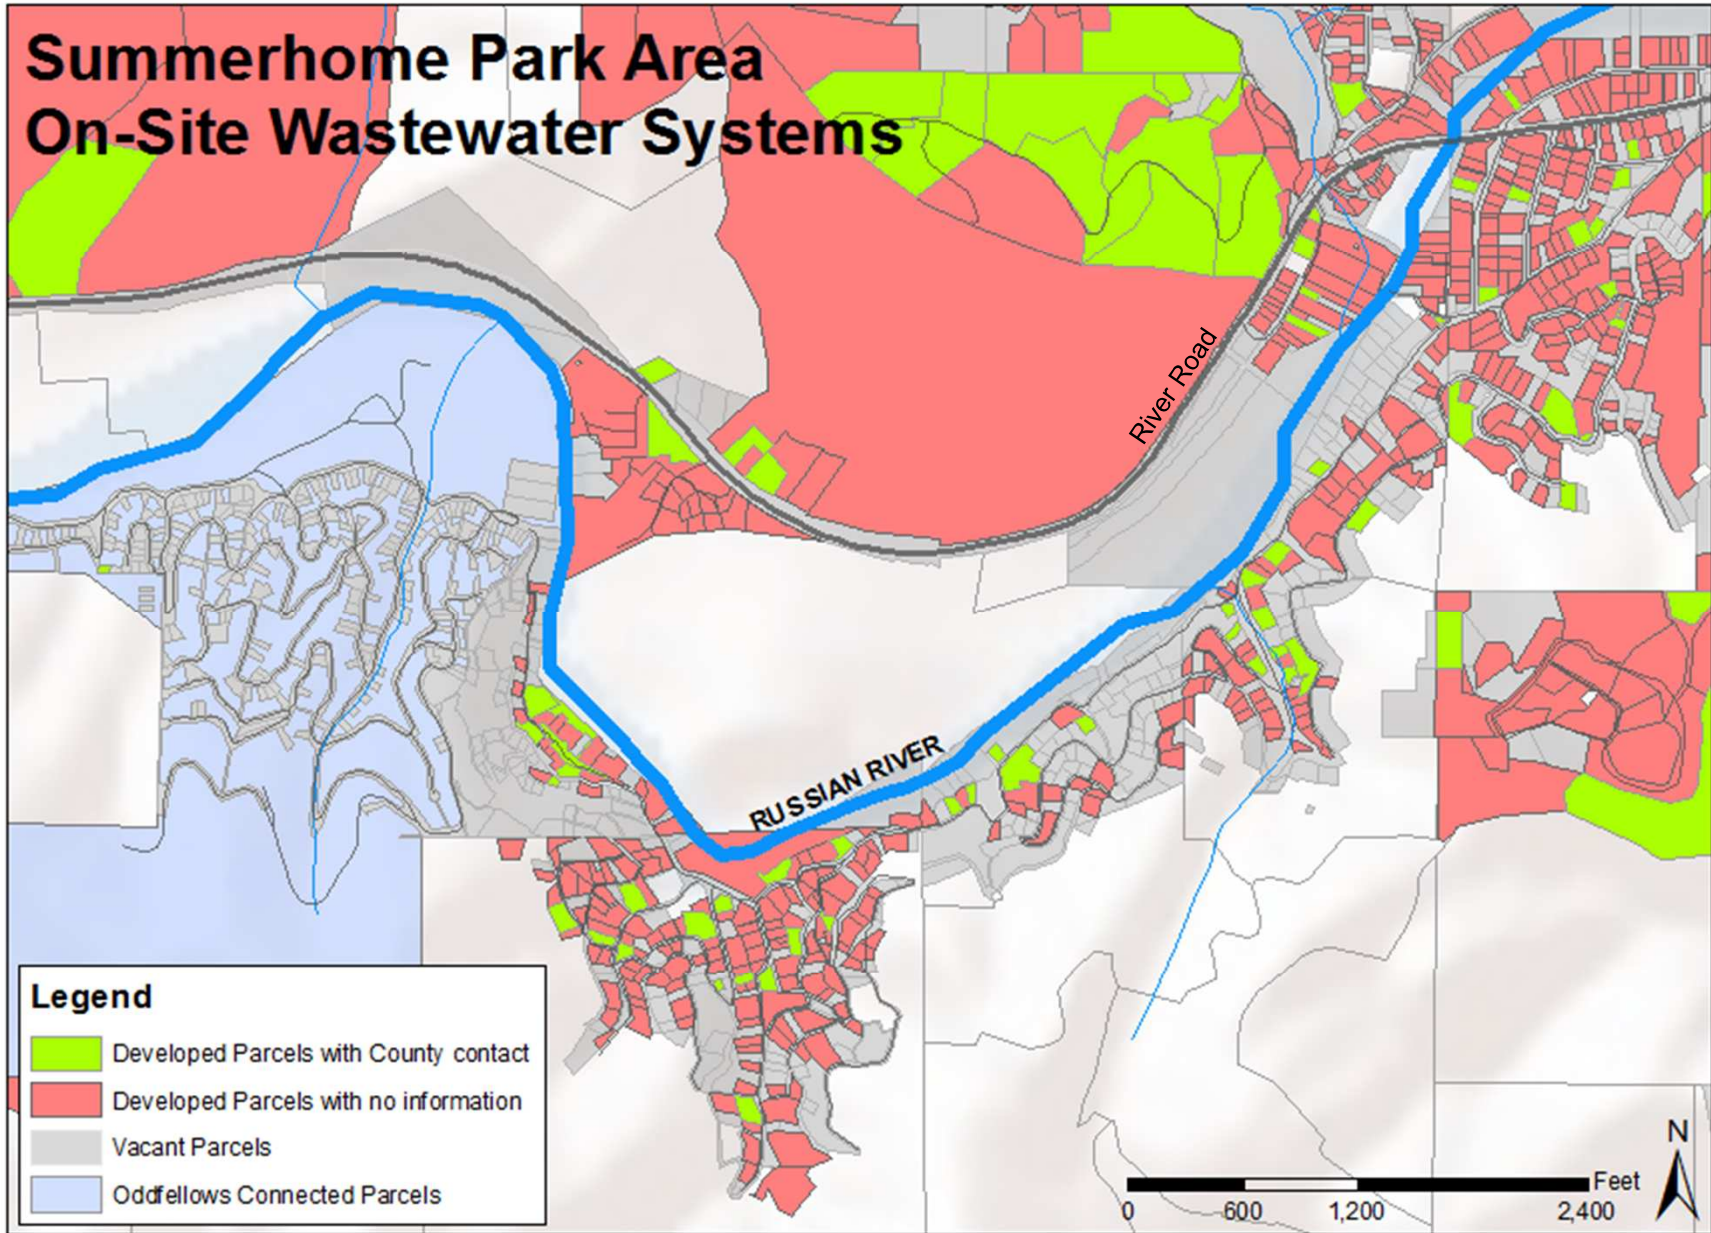 Summerhome Park Area
On-Site Wastewater Systems
River Road
RUSSIAN RIVER
Legend
Developed Parcels with County contact
Developed Parcels with no information
Vacant Parcels
Oddfellows Connected Parcels
N
Feet
0 600 1,200 2,400